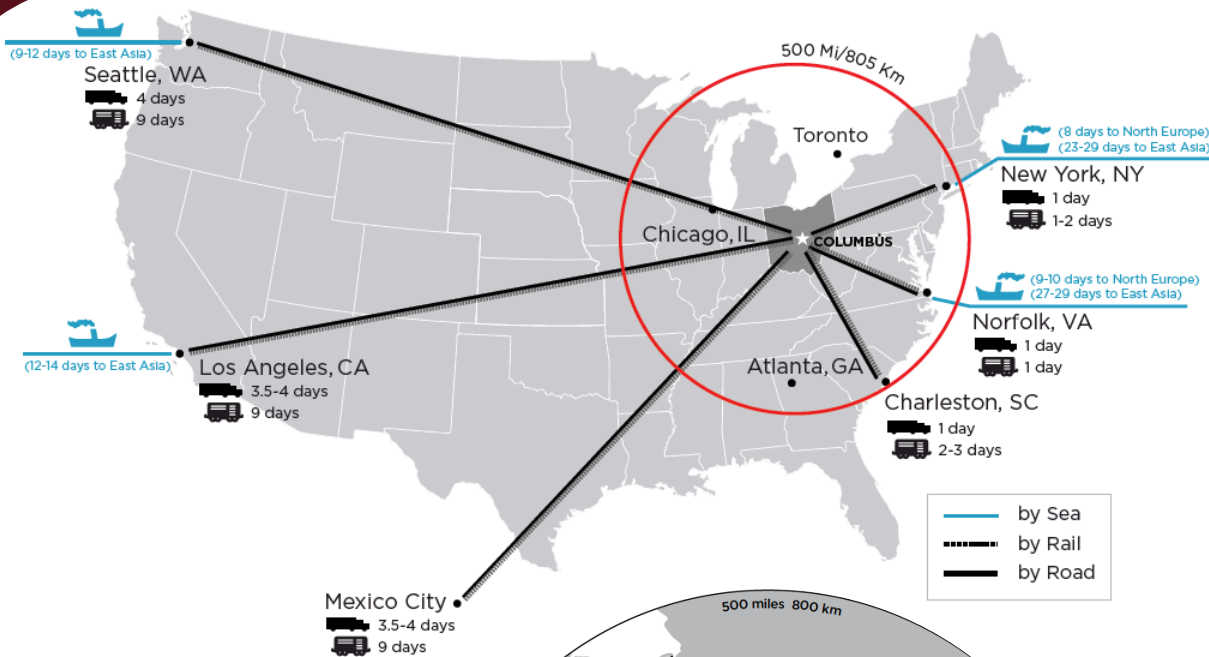 500 Mi/805 Km
(9-12 days to East Asia)
Seattle, WA
4 days
9 days
Toronto
(8 days to North Europe)
(23-29 days to East Asia)
New York, NY
1 day
1-2 days
Chicago, IL
COLUMBUS
(9-10 days to North Europe)
(27-29 days to East Asia)
Norfolk, VA
1 day
1 day
(12-14 days to East Asia)
Los Angeles, CA
3.5-4 days
9 days
Atlanta, GA
Charleston, SC
1 day
2-3 days
by Sea
by Rail
by Road
Mexico City
3.5-4 days
9 days
500 miles 800 km